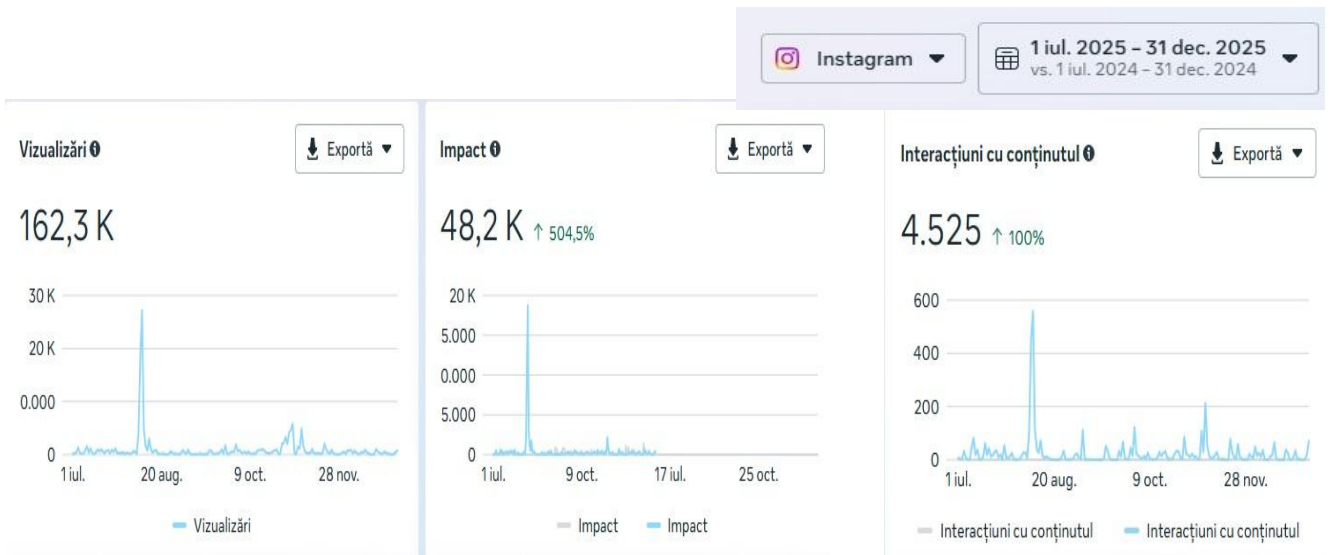 Instagram
1 iul. 2025 – 31 dec. 2025
vs. 1 iul. 2024 – 31 dec. 2024
Vizualizări
Exportă
162,3 K
30 K
20 K
0.000
0
1 iul. 20 aug. 9 oct. 28 nov.
Vizualizări
Impact
Exportă
48,2 K ↑ 504,5%
20 K
5.000
0.000
5.000
0
1 iul. 9 oct. 17 iul. 25 oct.
Impact Impact
Interacțiuni cu conținutul
Exportă
4.525 ↑ 100%
600
400
200
0
1 iul. 20 aug. 9 oct. 28 nov.
Interacțiuni cu conținutul Interacțiuni cu conținutul